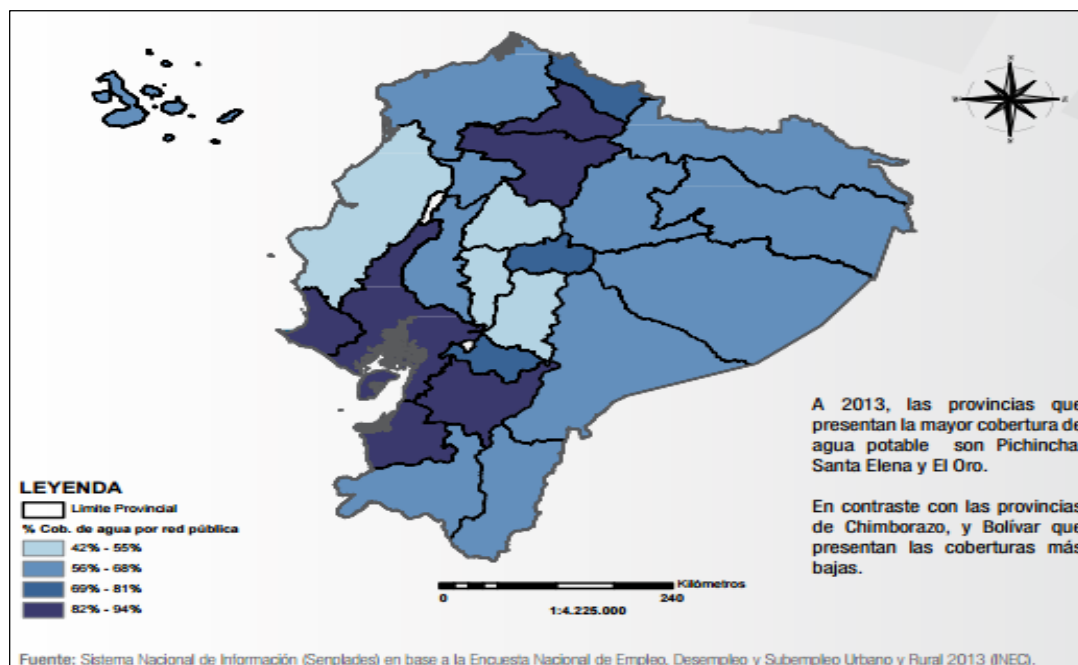 A 2013, las provincias que
presentan la mayor cobertura de
agua potable son Pichincha
Santa Elena y El Oro.
En contraste con las provincias
de Chimborazo, y Bolívar que
presentan las coberturas más
bajas.
LEYENDA
Límite Provincial
% Cob. de agua por red pública
42% - 55%
56% - 68%
69% - 81%
82% - 94%
Kilómetros
0 240
1:4.225.000
Fuente: Sistema Nacional de Información (Senplades) en base a la Encuesta Nacional de Empleo, Desempleo y Subempleo Urbano y Rural 2013 (INEC).